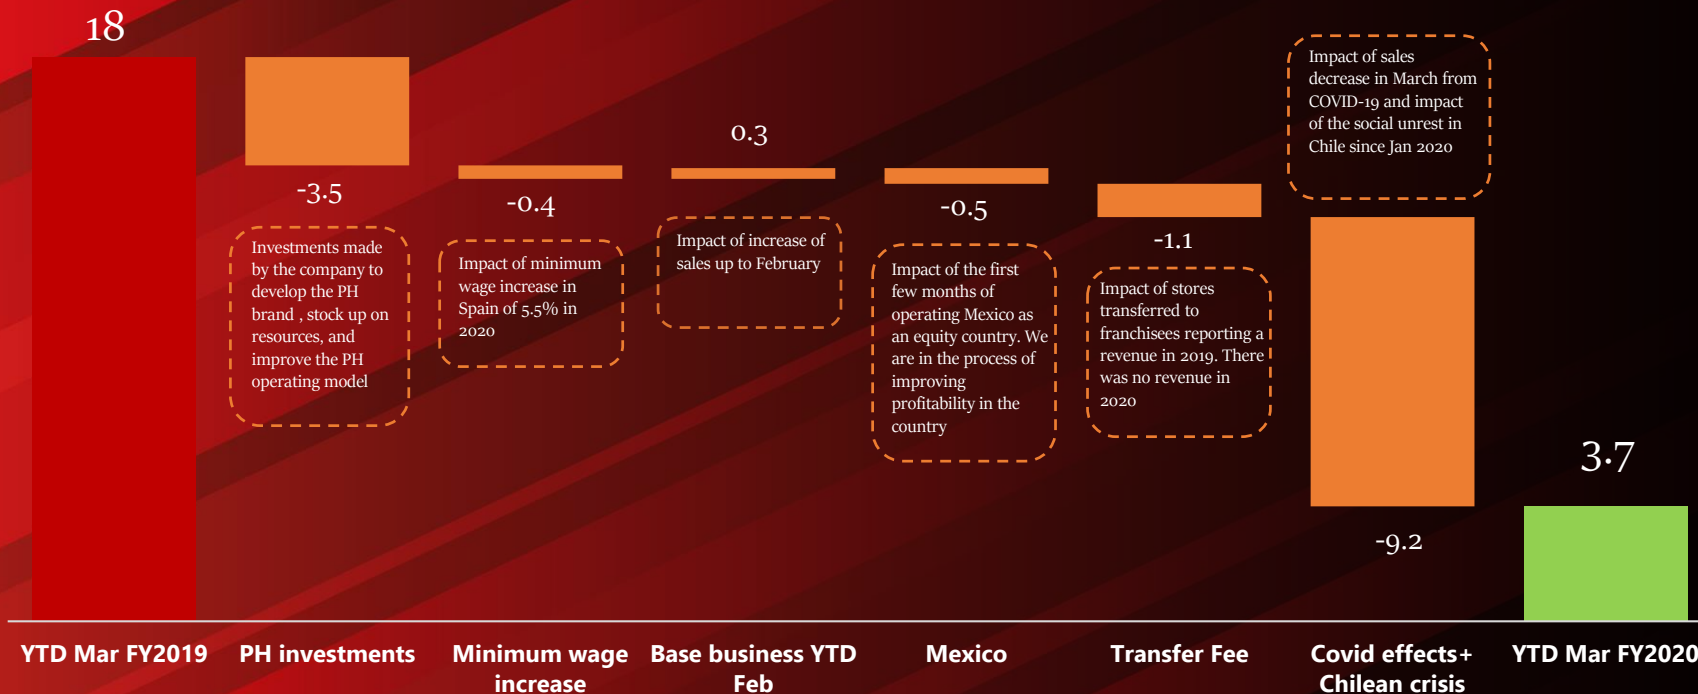 18
-3.5
Investments made
by the company to
develop the PH
brand , stock up on
resources, and
improve the PH
operating model
-0.4
Impact of minimum
wage increase in
Spain of 5.5% in
2020
0.3
Impact of increase of
sales up to February
-0.5
Impact of the first
few months of
operating Mexico as
an equity country. We
are in the process of
improving
profitability in the
country
-1.1
Impact of stores
transferred to
franchisees reporting a
revenue in 2019. There
was no revenue in
2020
Impact of sales
decrease in March from
COVID-19 and impact
of the social unrest in
Chile since Jan 2020
-9.2
3.7
YTD Mar FY2019
PH investments
Minimum wage
increase
Base business YTD
Feb
Mexico
Transfer Fee
Covid effects+
Chilean crisis
YTD Mar FY2020